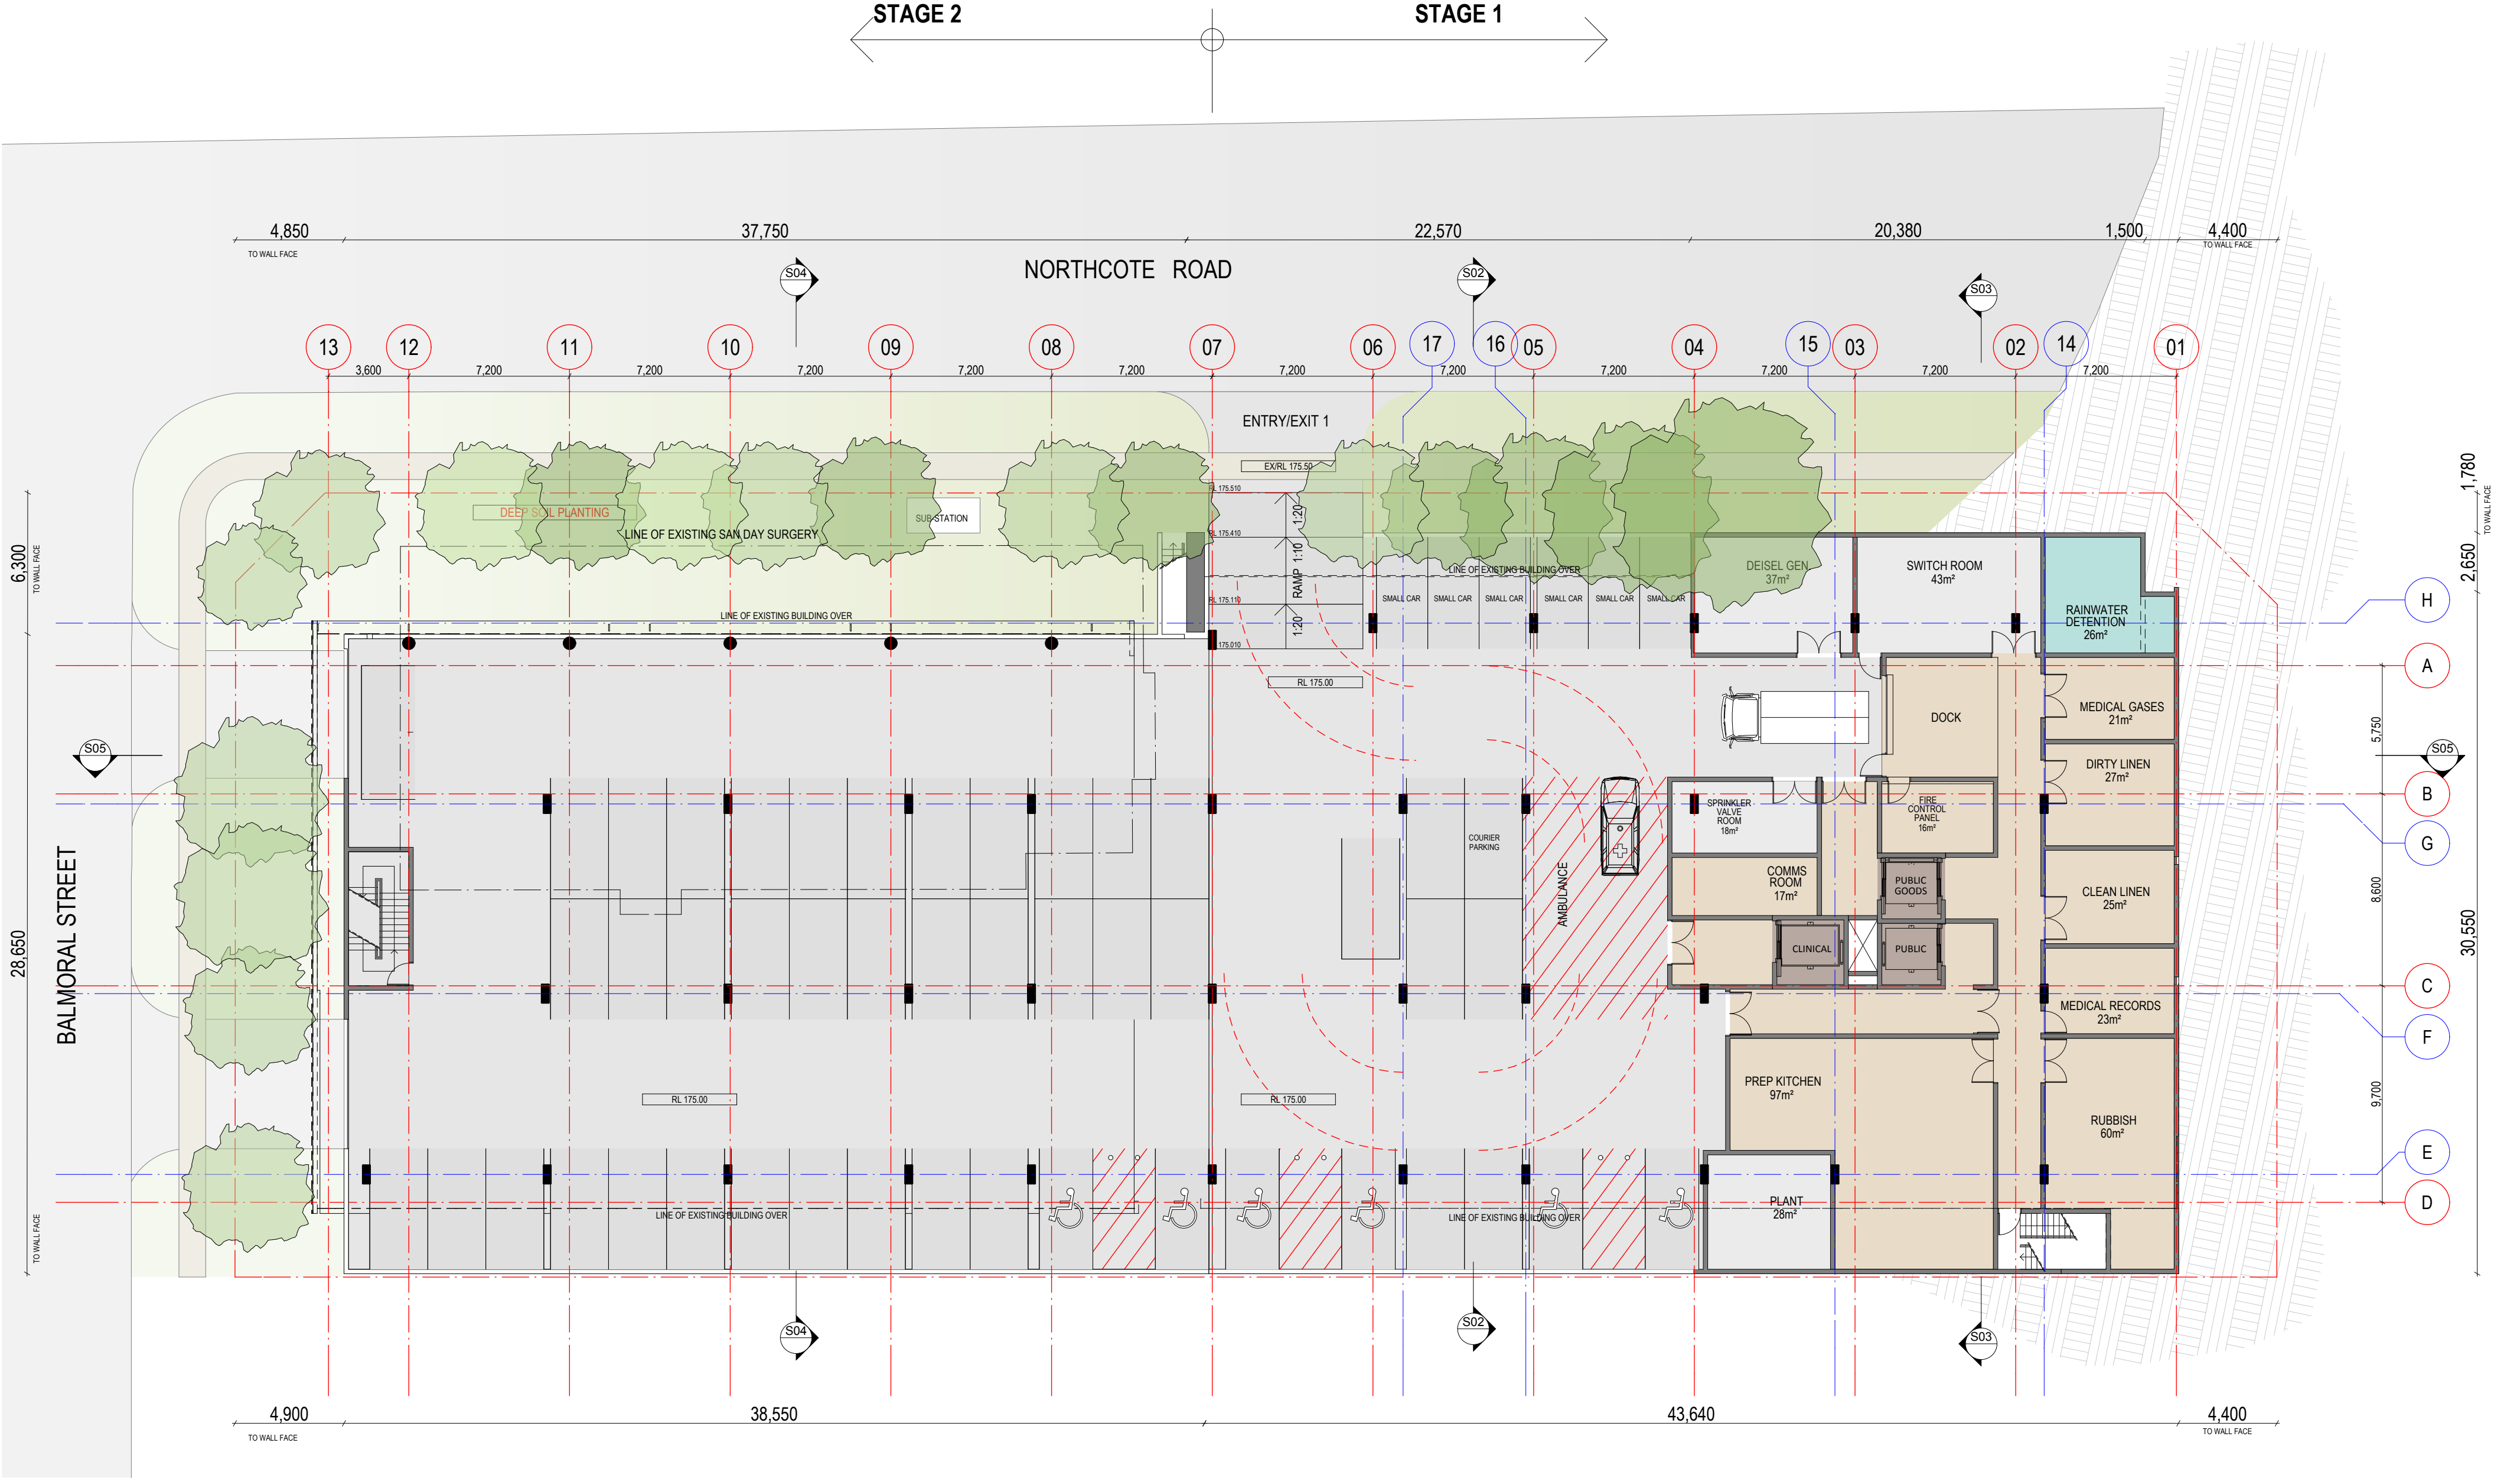 STAGE 2
STAGE 1
4,850
37,750
22,570
20,380
1,500
4,400
TO WALL FACE
TO WALL FACE
NORTHCOTE ROAD
S04
S02
S03
13
12
11
10
09
08
07
06
17
16
05
04
15
03
02
14
01
3,600
7,200
7,200
7,200
7,200
7,200
7,200
7,200
7,200
7,200
7,200
7,200
ENTRY/EXIT 1
EX/RL 175.50
RL 175.510
1:20
DEEP SOIL PLANTING
SUB-STATION
LINE OF EXISTING SAN DAY SURGERY
RL 175.410
RAMP 1:10
LINE OF EXISTING BUILDING OVER
DEISEL GEN
37m²
SWITCH ROOM
43m²
RL 175.110
SMALL CAR
SMALL CAR
SMALL CAR
SMALL CAR
SMALL CAR
SMALL CAR
RAINWATER
DETENTION
26m²
LINE OF EXISTING BUILDING OVER
1:20
175.010
RL 175.00
DOCK
MEDICAL GASES
21m²
DIRTY LINEN
27m²
SPRINKLER
VALVE
ROOM
18m²
FIRE
CONTROL
PANEL
16m²
COURIER
PARKING
AMBULANCE
COMMS
ROOM
17m²
PUBLIC
GOODS
CLEAN LINEN
25m²
CLINICAL
PUBLIC
MEDICAL RECORDS
23m²
PREP KITCHEN
97m²
RL 175.00
RL 175.00
RUBBISH
60m²
PLANT
28m²
LINE OF EXISTING BUILDING OVER
LINE OF EXISTING BUILDING OVER
6,300
TO WALL FACE
28,650
TO WALL FACE
BALMORAL STREET
S05
S05
1,780
TO WALL FACE
2,650
30,550
H
A
B
G
C
F
E
D
5,750
8,600
9,700
S04
S02
S03
4,900
38,550
43,640
4,400
TO WALL FACE
TO WALL FACE